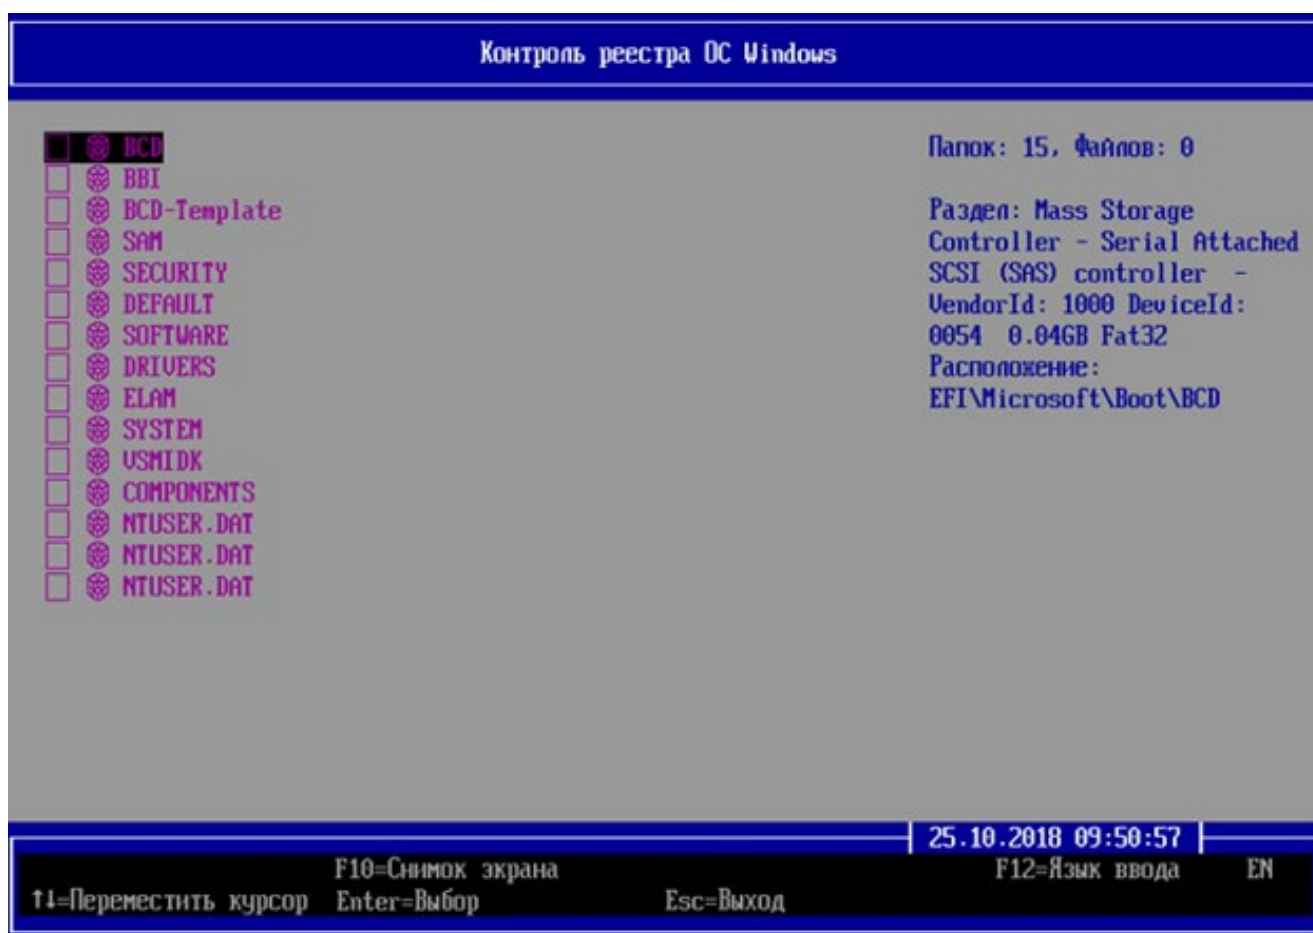 Контроль реестра ОС Windows
BCD
BBI
BCD-Template
SAM
SECURITY
DEFAULT
SOFTWARE
DRIVERS
ELAM
SYSTEM
VSMIDK
COMPONENTS
NTUSER.DAT
NTUSER.DAT
NTUSER.DAT
Папок: 15, Файлов: 0
Раздел: Mass Storage
Controller - Serial Attached
SCSI (SAS) controller -
VendorId: 1000 DeviceId:
0054 0.04GB Fat32
Расположение:
EFI\Microsoft\Boot\BCD
25.10.2018 09:50:57
F10=Снимок экрана F12=Язык ввода EN
↑↓=Переместить курсор Enter=Выбор Esc=Выход